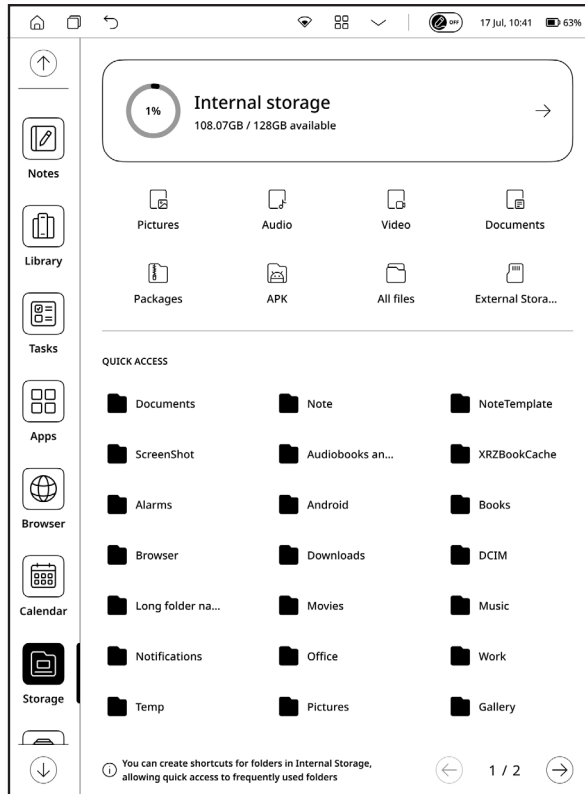 OFF
17 Jul, 10:41
63%
Notes
Library
Tasks
Apps
Browser
Calendar
Storage
1%
Internal storage
108.07GB / 128GB available
Pictures
Audio
Video
Documents
Packages
APK
All files
External Stora...
QUICK ACCESS
Documents
Note
NoteTemplate
ScreenShot
Audiobooks an...
XRZBookCache
Alarms
Android
Books
Browser
Downloads
DCIM
Long folder na...
Movies
Music
Notifications
Office
Work
Temp
Pictures
Gallery
You can create shortcuts for folders in Internal Storage,
allowing quick access to frequently used folders
1 / 2